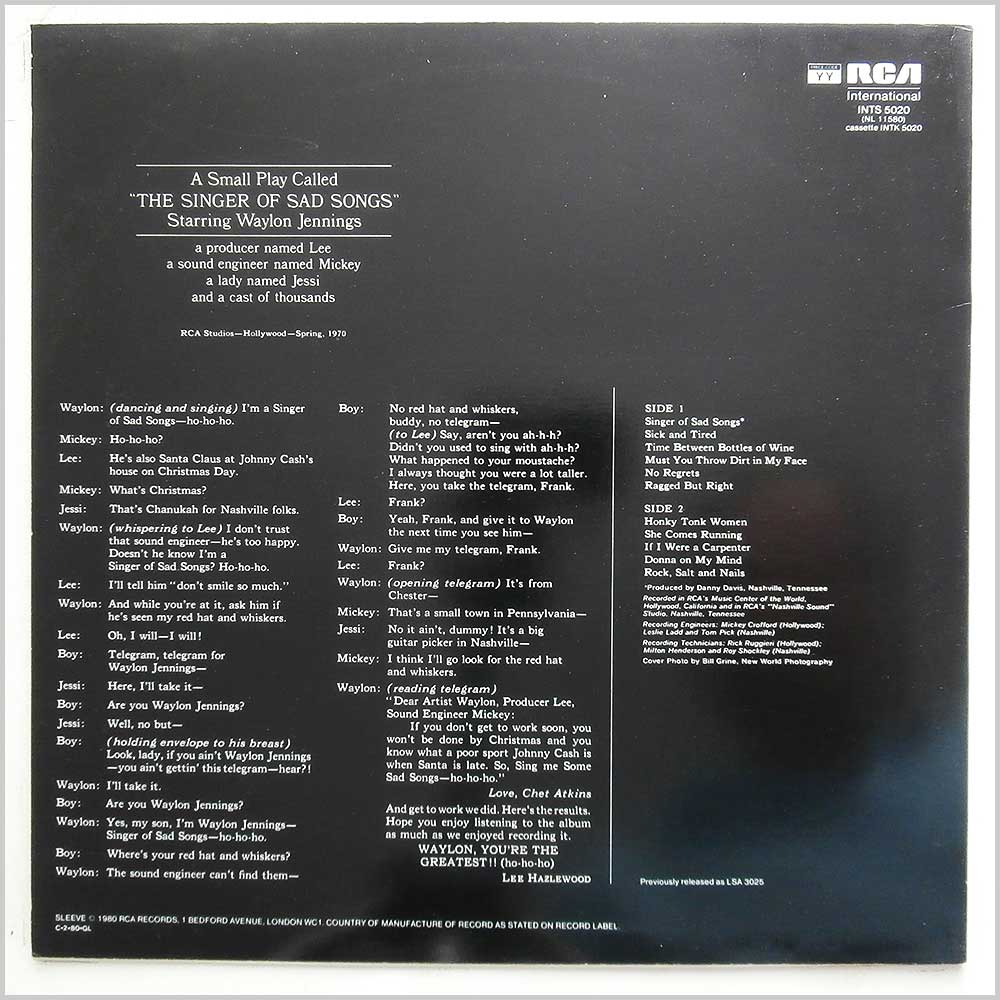 PRICE CODE
YY
RCA
International
INTS 5020
(NL 11580)
cassette INTK 5020
A Small Play Called
"THE SINGER OF SAD SONGS"
Starring Waylon Jennings
a producer named Lee
a sound engineer named Mickey
a lady named Jessi
and a cast of thousands
RCA Studios—Hollywood—Spring, 1970
Waylon: (dancing and singing) I'm a Singer
of Sad Songs—ho-ho-ho.
Mickey: Ho-ho-ho?
Lee: He's also Santa Claus at Johnny Cash's
house on Christmas Day.
Mickey: What's Christmas?
Jessi: That's Chanukah for Nashville folks.
Waylon: (whispering to Lee) I don't trust
that sound engineer—he's too happy.
Doesn't he know I'm a
Singer of Sad Songs? Ho-ho-ho.
Lee: I'll tell him "don't smile so much."
Waylon: And while you're at it, ask him if
he's seen my red hat and whiskers.
Lee: Oh, I will—I will!
Boy: Telegram, telegram for
Waylon Jennings—
Jessi: Here, I'll take it—
Boy: Are you Waylon Jennings?
Jessi: Well, no but—
Boy: (holding envelope to his breast)
Look, lady, if you ain't Waylon Jennings
—you ain't gettin' this telegram—hear?!
Waylon: I'll take it.
Boy: Are you Waylon Jennings?
Waylon: Yes, my son, I'm Waylon Jennings—
Singer of Sad Songs—ho-ho-ho.
Boy: Where's your red hat and whiskers?
Waylon: The sound engineer can't find them—
Boy: No red hat and whiskers,
buddy, no telegram—
(to Lee) Say, aren't you ah-h-h?
Didn't you used to sing with ah-h-h?
What happened to your moustache?
I always thought you were a lot taller.
Here, you take the telegram, Frank.
Lee: Frank?
Boy: Yeah, Frank, and give it to Waylon
the next time you see him—
Waylon: Give me my telegram, Frank.
Lee: Frank?
Waylon: (opening telegram) It's from
Chester—
Mickey: That's a small town in Pennsylvania—
Jessi: No it ain't, dummy! It's a big
guitar picker in Nashville—
Mickey: I think I'll go look for the red hat
and whiskers.
Waylon: (reading telegram)
"Dear Artist Waylon, Producer Lee,
Sound Engineer Mickey:
If you don't get to work soon, you
won't be done by Christmas and you
know what a poor sport Johnny Cash is
when Santa is late. So, Sing me Some
Sad Songs—ho-ho-ho."
Love, Chet Atkins
And get to work we did. Here's the results.
Hope you enjoy listening to the album
as much as we enjoyed recording it.
WAYLON, YOU'RE THE
GREATEST!! (ho-ho-ho)
LEE HAZLEWOOD
SIDE 1
Singer of Sad Songs*
Sick and Tired
Time Between Bottles of Wine
Must You Throw Dirt in My Face
No Regrets
Ragged But Right
SIDE 2
Honky Tonk Women
She Comes Running
If I Were a Carpenter
Donna on My Mind
Rock, Salt and Nails
*Produced by Danny Davis, Nashville, Tennessee
Recorded in RCA's Music Center of the World,
Hollywood, California and in RCA's "Nashville Sound"
Studio, Nashville, Tennessee
Recording Engineers: Mickey Crofford (Hollywood);
Leslie Ladd and Tom Pick (Nashville)
Recording Technicians: Rick Ruggieri (Hollywood);
Milton Henderson and Roy Shockley (Nashville)
Cover Photo by Bill Grine, New World Photography
Previously released as LSA 3025
SLEEVE © 1980 RCA RECORDS, 1 BEDFORD AVENUE, LONDON WC1. COUNTRY OF MANUFACTURE OF RECORD AS STATED ON RECORD LABEL.
C-2-80-GL